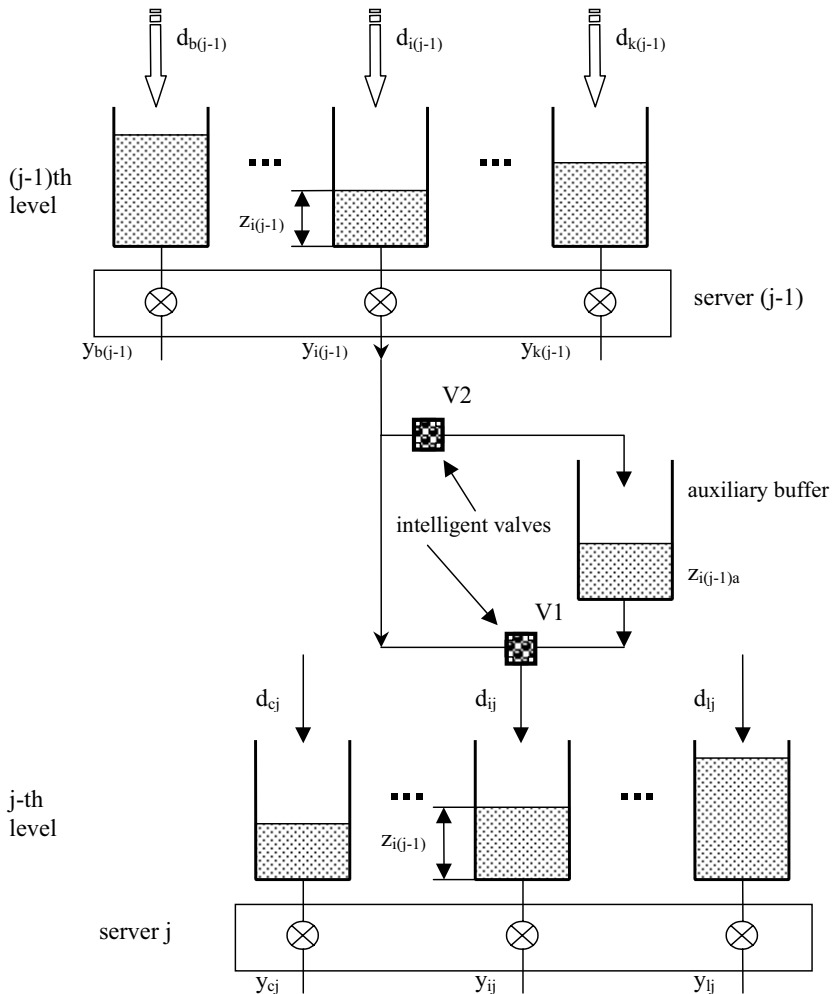 d_b(j-1)
d_i(j-1)
d_k(j-1)
(j-1)th
level
z_i(j-1)
server (j-1)
y_b(j-1)
y_i(j-1)
y_k(j-1)
V2
auxiliary buffer
intelligent valves
z_i(j-1)a
V1
d_cj
d_ij
d_lj
j-th
level
z_i(j-1)
server j
y_cj
y_ij
y_lj